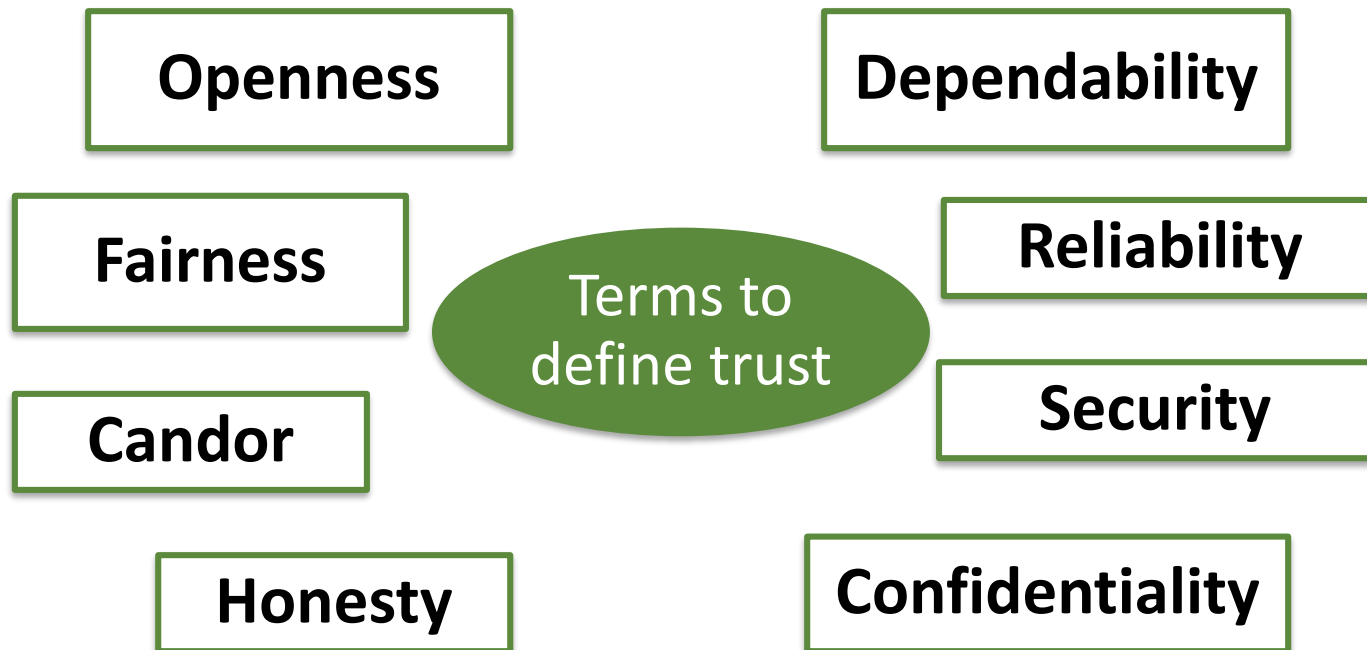 Openness
Dependability
Fairness
Reliability
Terms to
define trust
Candor
Security
Honesty
Confidentiality